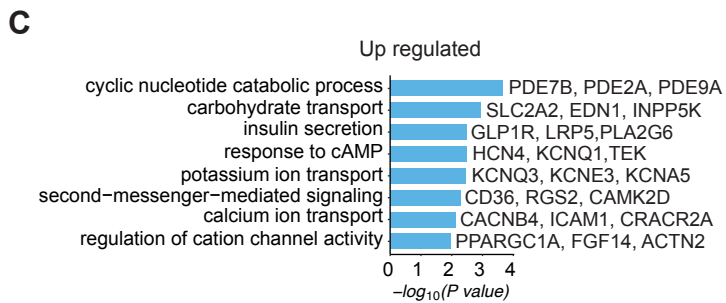 C
Up regulated
cyclic nucleotide catabolic process PDE7B, PDE2A, PDE9A
carbohydrate transport SLC2A2, EDN1, INPP5K
insulin secretion GLP1R, LRP5,PLA2G6
response to cAMP HCN4, KCNQ1,TEK
potassium ion transport KCNQ3, KCNE3, KCNA5
second−messenger−mediated signaling CD36, RGS2, CAMK2D
calcium ion transport CACNB4, ICAM1, CRACR2A
regulation of cation channel activity PPARGC1A, FGF14, ACTN2
0 1 2 3 4
−log10(P value)